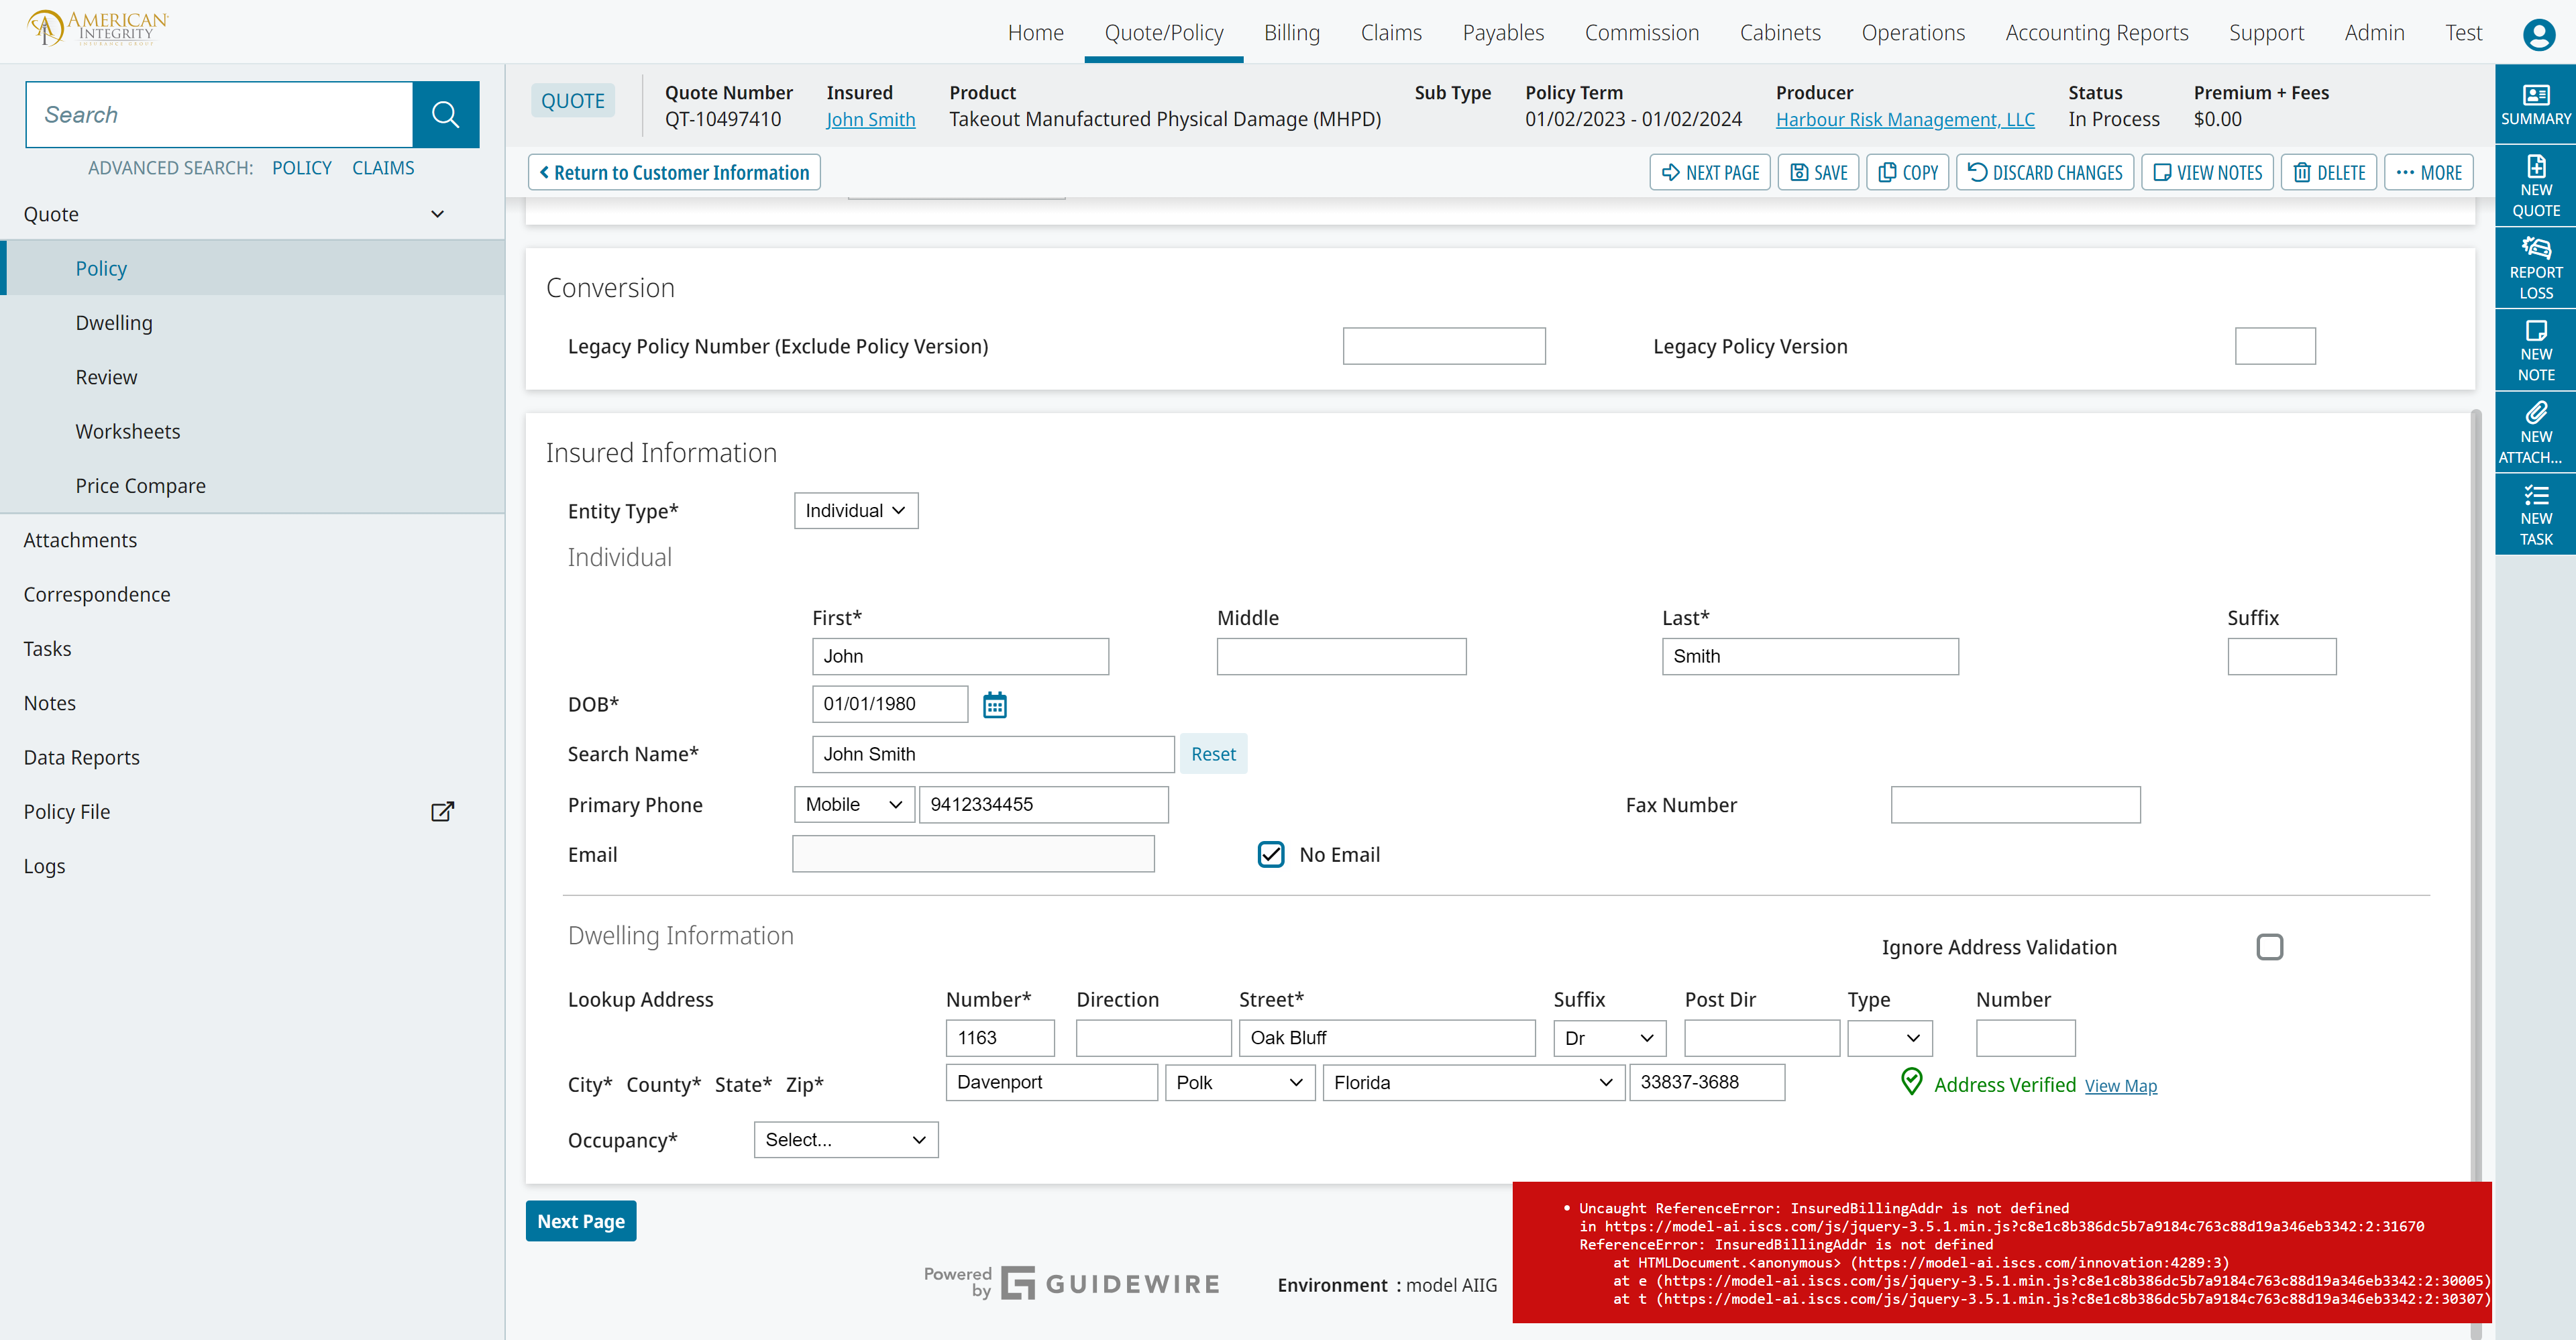 AMERICAN
INTEGRITY
INSURANCE GROUP
Home
Quote/Policy
Billing
Claims
Payables
Commission
Cabinets
Operations
Accounting Reports
Support
Admin
Test
Search
ADVANCED SEARCH: POLICY CLAIMS
Quote
Policy
Dwelling
Review
Worksheets
Price Compare
Attachments
Correspondence
Tasks
Notes
Data Reports
Policy File
Logs
QUOTE
Quote Number
QT-10497410
Insured
John Smith
Product
Takeout Manufactured Physical Damage (MHPD)
Sub Type
Policy Term
01/02/2023 - 01/02/2024
Producer
Harbour Risk Management, LLC
Status
In Process
Premium + Fees
$0.00
Return to Customer Information
NEXT PAGE
SAVE
COPY
DISCARD CHANGES
VIEW NOTES
DELETE
MORE
Conversion
Legacy Policy Number (Exclude Policy Version)
Legacy Policy Version
Insured Information
Entity Type* Individual
Individual
First* Middle Last* Suffix
John Smith
DOB* 01/01/1980
Search Name* John Smith Reset
Primary Phone Mobile 9412334455 Fax Number
Email No Email
Dwelling Information
Ignore Address Validation
Lookup Address Number* Direction Street* Suffix Post Dir Type Number
1163 Oak Bluff Dr
City* County* State* Zip* Davenport Polk Florida 33837-3688 Address Verified View Map
Occupancy* Select...
Next Page
Powered
by GUIDEWIRE
Environment : model AIIG
• Uncaught ReferenceError: InsuredBillingAddr is not defined
in https://model-ai.iscs.com/js/jquery-3.5.1.min.js?c8e1c8b386dc5b7a9184c763c88d19a346eb3342:2:31670
ReferenceError: InsuredBillingAddr is not defined
at HTMLDocument.<anonymous> (https://model-ai.iscs.com/innovation:4289:3)
at e (https://model-ai.iscs.com/js/jquery-3.5.1.min.js?c8e1c8b386dc5b7a9184c763c88d19a346eb3342:2:30005)
at t (https://model-ai.iscs.com/js/jquery-3.5.1.min.js?c8e1c8b386dc5b7a9184c763c88d19a346eb3342:2:30307)
SUMMARY
NEW
QUOTE
REPORT
LOSS
NEW
NOTE
NEW
ATTACH...
NEW
TASK